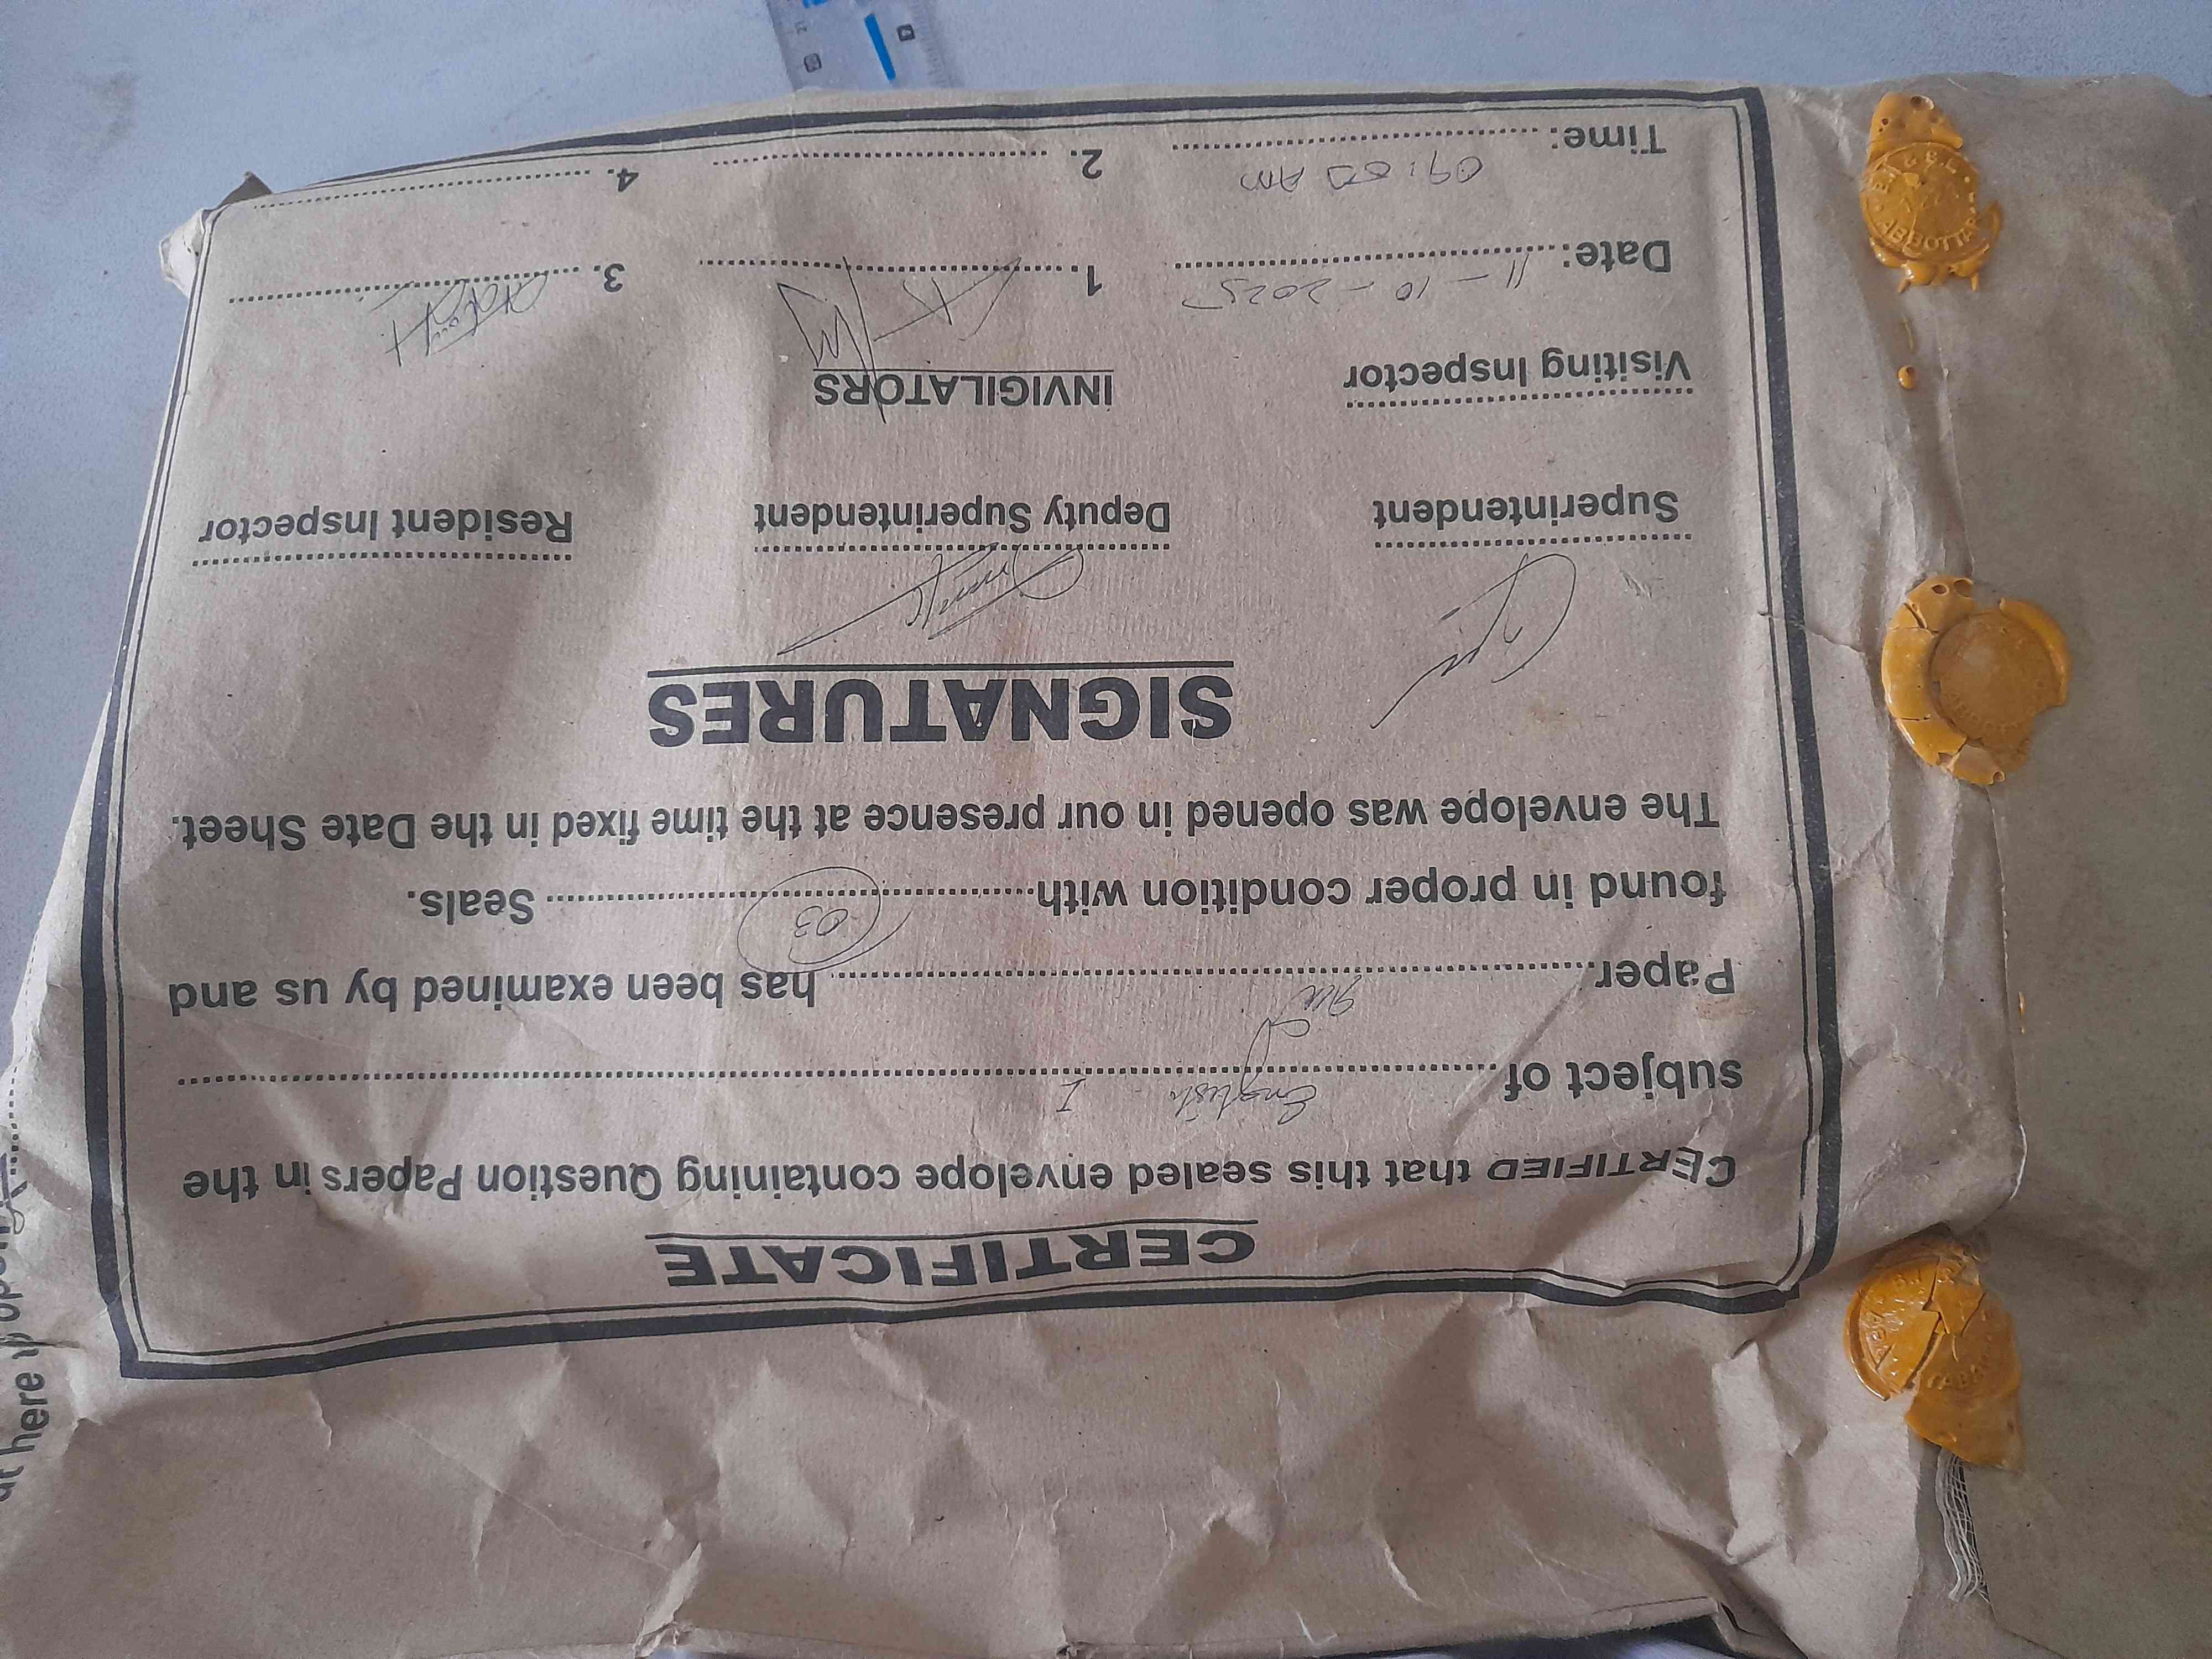 CERTIFICATE
CERTIFIED that this sealed envelope containing Question Papers in the
subject of English I
Paper has been examined by us and
found in proper condition with 03 Seals.
The envelope was opened in our presence at the time fixed in the Date Sheet.
SIGNATURES
Superintendent Deputy Superintendent Resident Inspector
Visiting Inspector INVIGILATORS
Date: 11-10-2025 1. 3.
Time: 09:00 Am 2. 4.